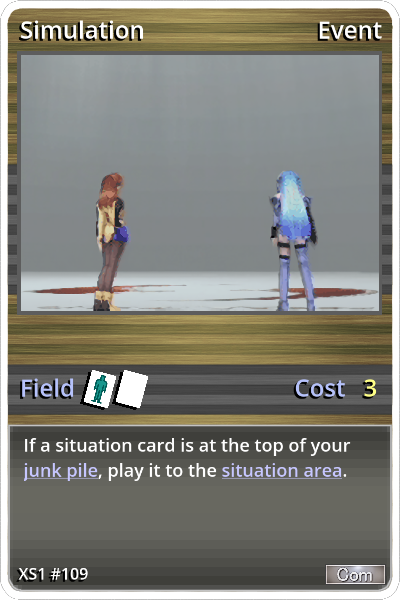 Simulation Event
Field Cost 3
If a situation card is at the top of your
junk pile, play it to the situation area.
XS1 #109 Com